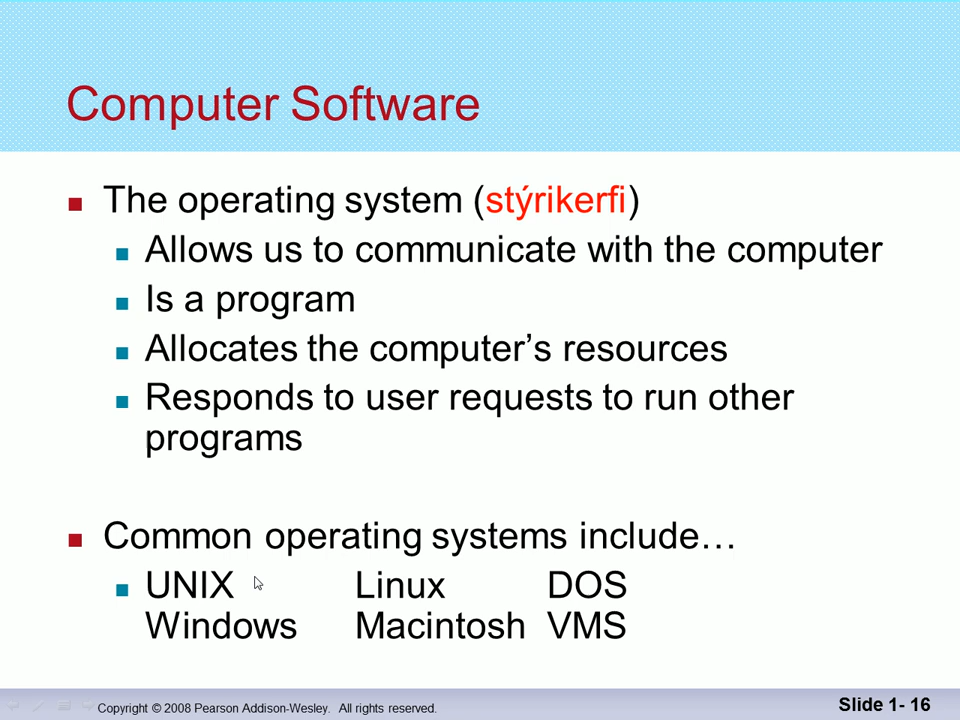 Computer Software
The operating system (stýrikerfi)
Allows us to communicate with the computer
Is a program
Allocates the computer’s resources
Responds to user requests to run other
programs
Common operating systems include…
UNIX Linux DOS
Windows Macintosh VMS
Copyright © 2008 Pearson Addison-Wesley. All rights reserved.
Slide 1- 16